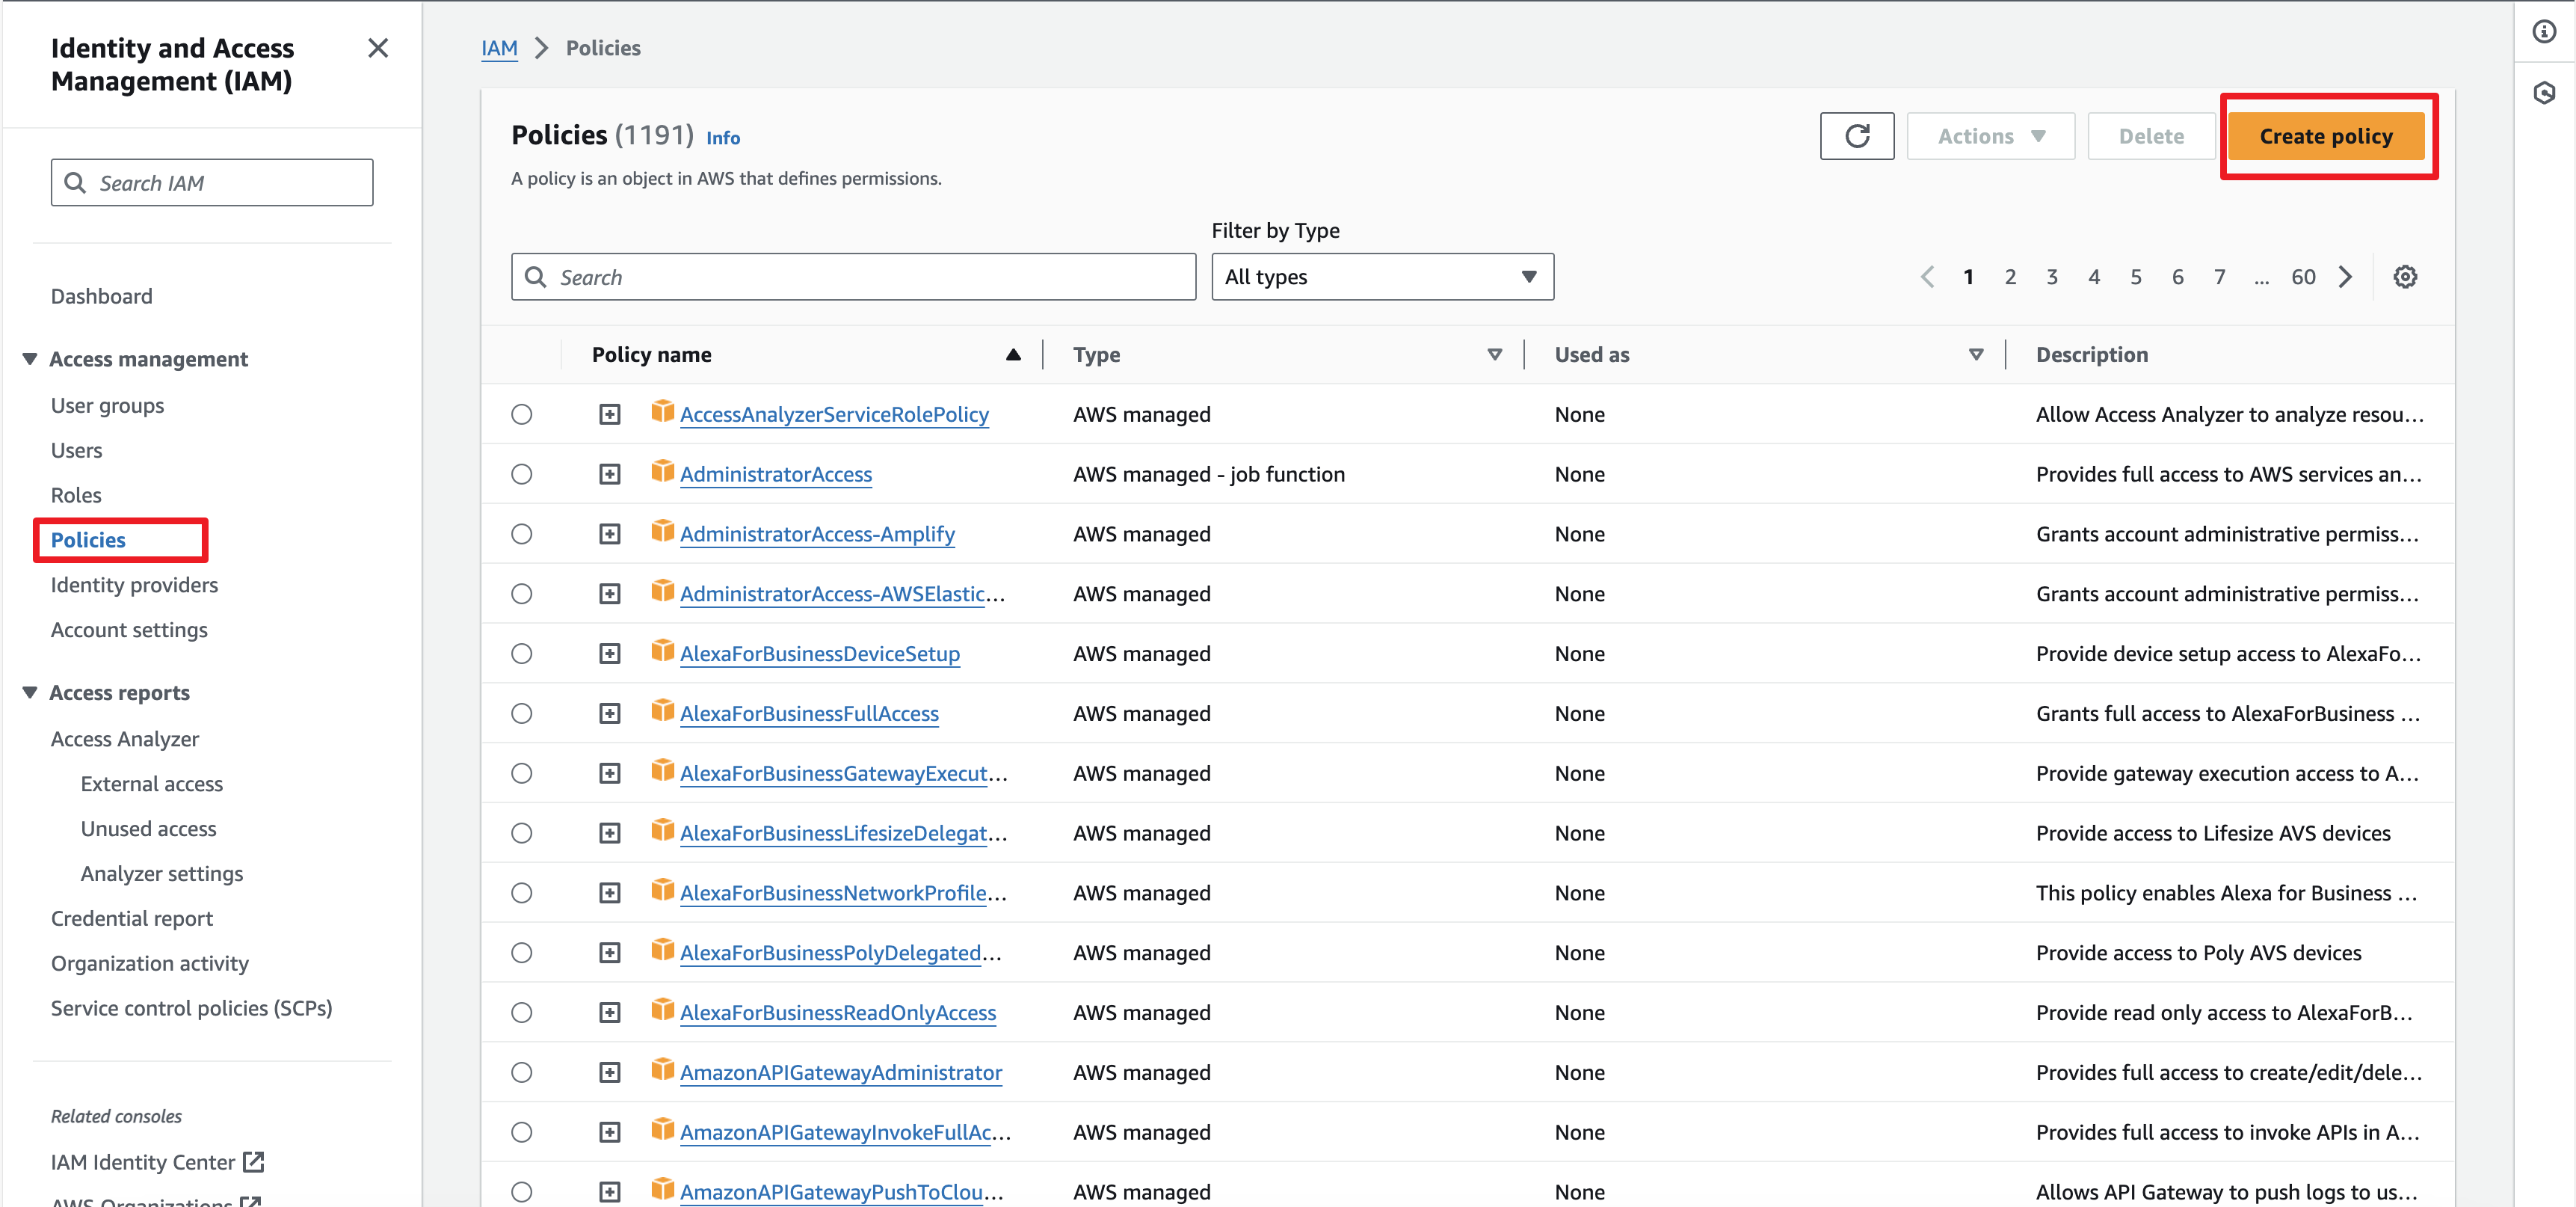 Identity and Access
Management (IAM)
Search IAM
Dashboard
Access management
User groups
Users
Roles
Policies
Identity providers
Account settings
Access reports
Access Analyzer
External access
Unused access
Analyzer settings
Credential report
Organization activity
Service control policies (SCPs)
Related consoles
IAM Identity Center
AWS Organizations
IAM > Policies
Policies (1191) Info
A policy is an object in AWS that defines permissions.
Actions Delete Create policy
Filter by Type
Search All types 1 2 3 4 5 6 7 ... 60
Policy name Type Used as Description
AccessAnalyzerServiceRolePolicy AWS managed None Allow Access Analyzer to analyze resou...
AdministratorAccess AWS managed - job function None Provides full access to AWS services an...
AdministratorAccess-Amplify AWS managed None Grants account administrative permiss...
AdministratorAccess-AWSElastic... AWS managed None Grants account administrative permiss...
AlexaForBusinessDeviceSetup AWS managed None Provide device setup access to AlexaFo...
AlexaForBusinessFullAccess AWS managed None Grants full access to AlexaForBusiness ...
AlexaForBusinessGatewayExecut... AWS managed None Provide gateway execution access to A...
AlexaForBusinessLifesizeDelegat... AWS managed None Provide access to Lifesize AVS devices
AlexaForBusinessNetworkProfile... AWS managed None This policy enables Alexa for Business ...
AlexaForBusinessPolyDelegated... AWS managed None Provide access to Poly AVS devices
AlexaForBusinessReadOnlyAccess AWS managed None Provide read only access to AlexaForB...
AmazonAPIGatewayAdministrator AWS managed None Provides full access to create/edit/dele...
AmazonAPIGatewayInvokeFullAc... AWS managed None Provides full access to invoke APIs in A...
AmazonAPIGatewayPushToClou... AWS managed None Allows API Gateway to push logs to us...